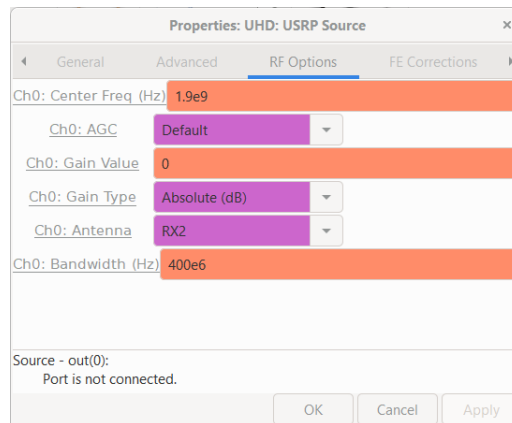 Properties: UHD: USRP Source ×
General Advanced RF Options FE Corrections
Ch0: Center Freq (Hz) 1.9e9
Ch0: AGC Default
Ch0: Gain Value 0
Ch0: Gain Type Absolute (dB)
Ch0: Antenna RX2
Ch0: Bandwidth (Hz) 400e6
Source - out(0):
Port is not connected.
OK Cancel Apply